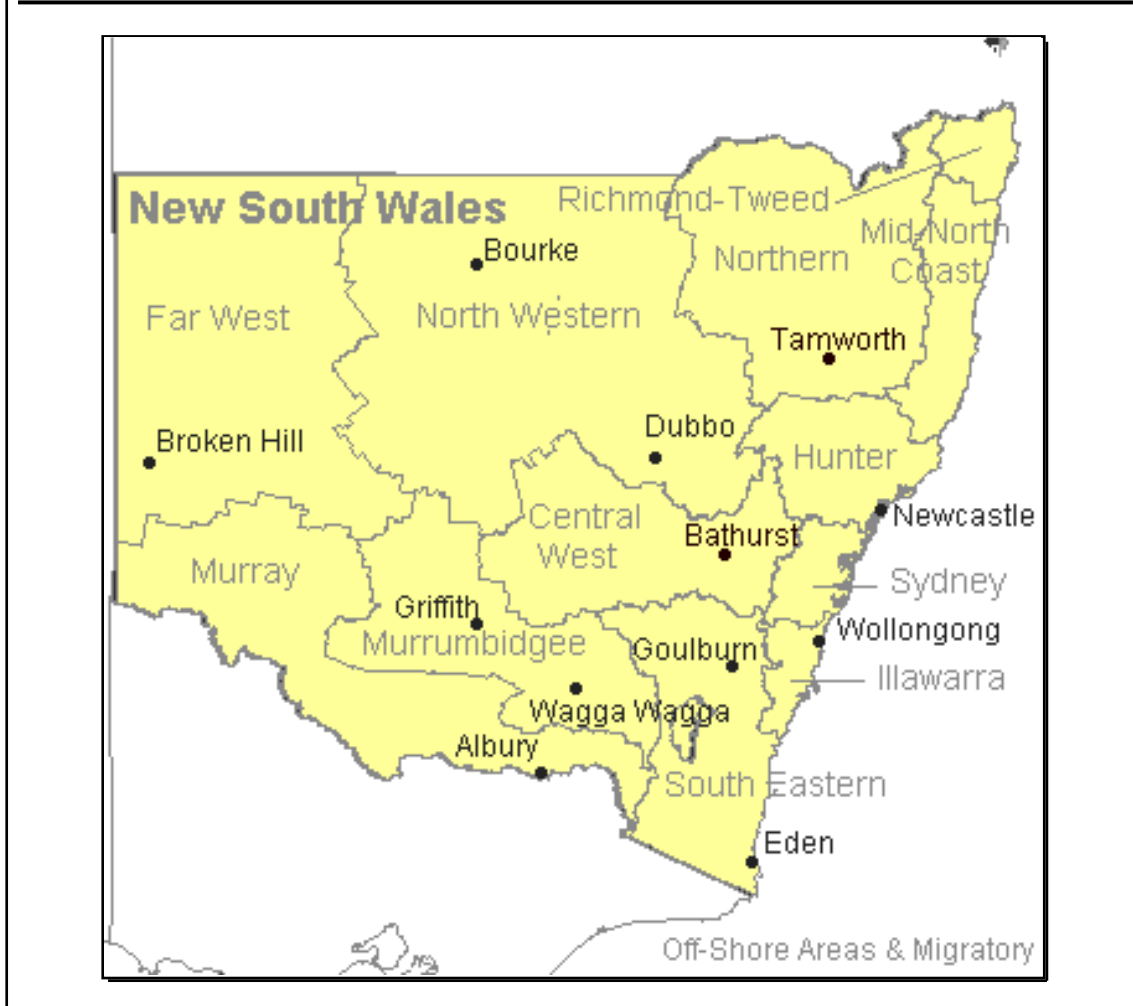 New South Wales
Richmond-Tweed
Mid-North
Coast
Bourke
Northern
Far West
North Western
Tamworth
Broken Hill
Dubbo
Hunter
Central
West
Newcastle
Bathurst
Murray
Sydney
Griffith
Murrumbidgee
Goulburn
Wollongong
Illawarra
Wagga Wagga
Albury
South Eastern
Eden
Off-Shore Areas & Migratory